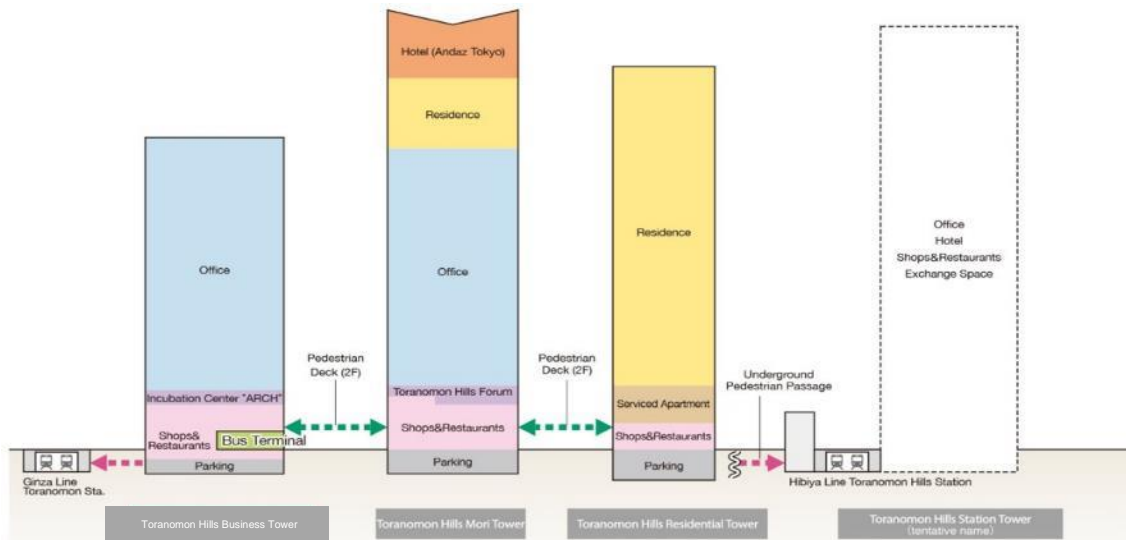 Hotel (Andaz Tokyo)
Residence
Office
Toranomon Hills Forum
Shops&Restaurants
Parking
Office
Incubation Center "ARCH"
Shops&
Restaurants
Bus Terminal
Parking
Pedestrian
Deck (2F)
Pedestrian
Deck (2F)
Residence
Serviced Apartment
Shops&Restaurants
Parking
Underground
Pedestrian Passage
Office
Hotel
Shops&Restaurants
Exchange Space
Ginza Line
Toranomon Sta.
Hibiya Line Toranomon Hills Station
Toranomon Hills Business Tower
Toranomon Hills Mori Tower
Toranomon Hills Residential Tower
Toranomon Hills Station Tower
(tentative name)